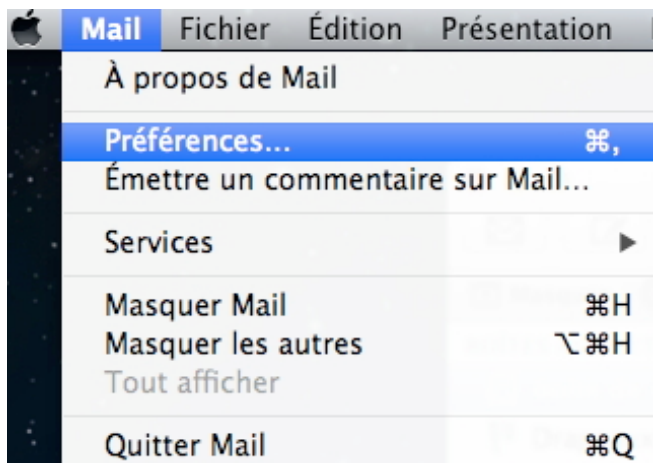 Mail Fichier Édition Présentation
À propos de Mail
Préférences... ⌘,
Émettre un commentaire sur Mail...
Services ▶
Masquer Mail ⌘H
Masquer les autres ⌥⌘H
Tout afficher
Quitter Mail ⌘Q